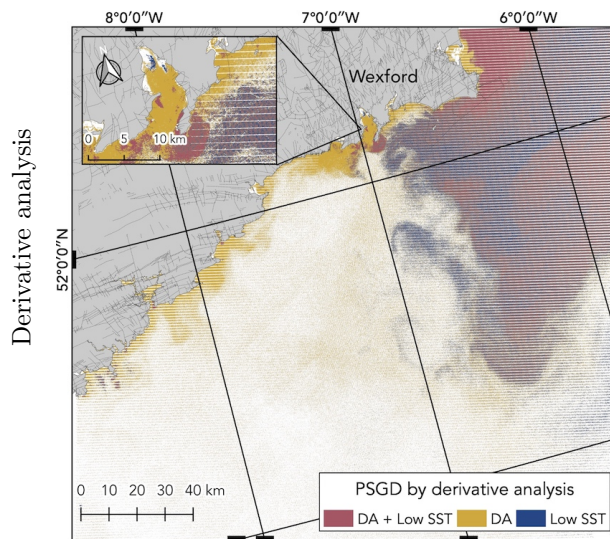 8°0'0"W 7°0'0"W 6°0'0"W
Wexford
0 5 10 km
Derivative analysis
52°0'0"N
0 10 20 30 40 km
PSGD by derivative analysis
DA + Low SST DA Low SST